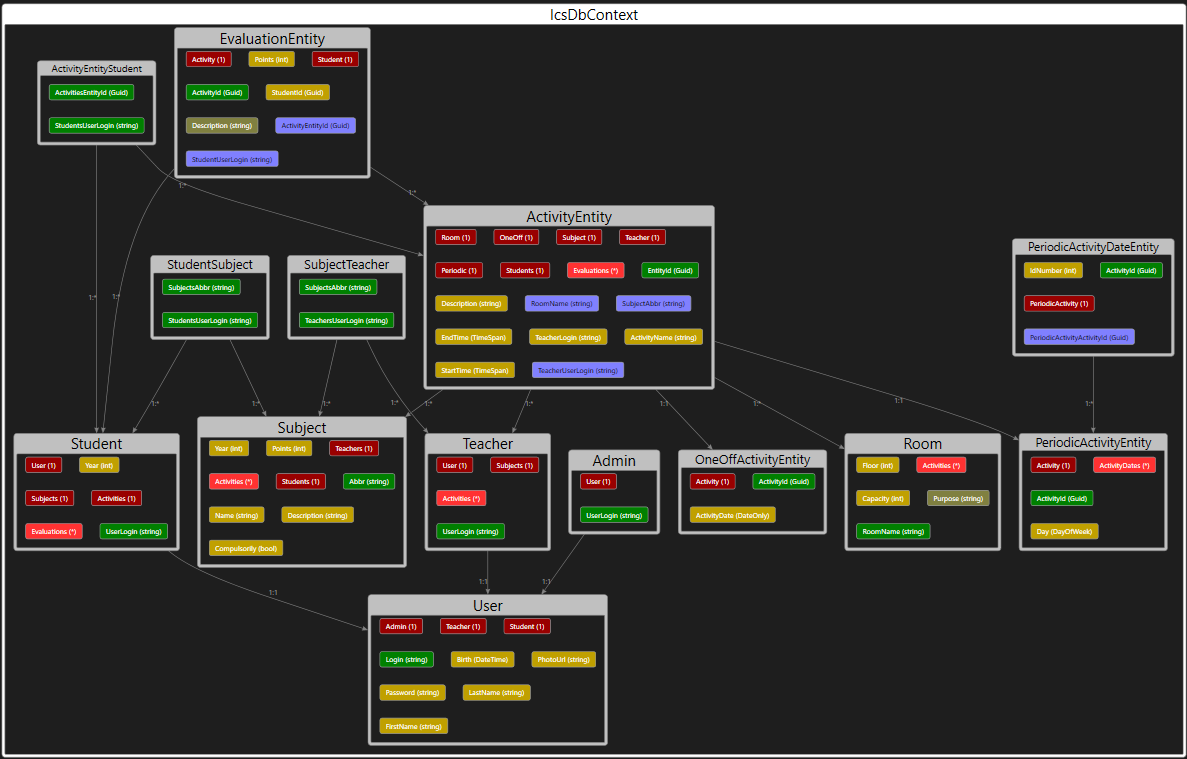 IcsDbContext
EvaluationEntity
Activity (1) Points (int) Student (1)
ActivityId (Guid) StudentId (Guid)
Description (string) ActivityEntityId (Guid)
StudentUserLogin (string)
ActivityEntityStudent
ActivitiesEntityId (Guid)
StudentsUserLogin (string)
1:*
1:*
ActivityEntity
Room (1) OneOff (1) Subject (1) Teacher (1)
Periodic (1) Students (1) Evaluations (*) EntityId (Guid)
Description (string) RoomName (string) SubjectAbbr (string)
EndTime (TimeSpan) TeacherLogin (string) ActivityName (string)
StartTime (TimeSpan) TeacherUserLogin (string)
PeriodicActivityDateEntity
IdNumber (int) ActivityId (Guid)
PeriodicActivity (1)
PeriodicActivityActivityId (Guid)
StudentSubject
SubjectsAbbr (string)
StudentsUserLogin (string)
SubjectTeacher
SubjectsAbbr (string)
TeachersUserLogin (string)
1:* 1:*
1:* 1:* 1:* 1:* 1:* 1:* 1:1 1:* 1:1 1:*
Student
User (1) Year (int)
Subjects (1) Activities (1)
Evaluations (*) UserLogin (string)
Subject
Year (int) Points (int) Teachers (1)
Activities (*) Students (1) Abbr (string)
Name (string) Description (string)
Compulsorily (bool)
Teacher
User (1) Subjects (1)
Activities (*)
UserLogin (string)
Admin
User (1)
UserLogin (string)
OneOffActivityEntity
Activity (1) ActivityId (Guid)
ActivityDate (DateOnly)
Room
Floor (int) Activities (*)
Capacity (int) Purpose (string)
RoomName (string)
PeriodicActivityEntity
Activity (1) ActivityDates (*)
ActivityId (Guid)
Day (DayOfWeek)
1:1 1:1 1:1
User
Admin (1) Teacher (1) Student (1)
Login (string) Birth (DateTime) PhotoUrl (string)
Password (string) LastName (string)
FirstName (string)